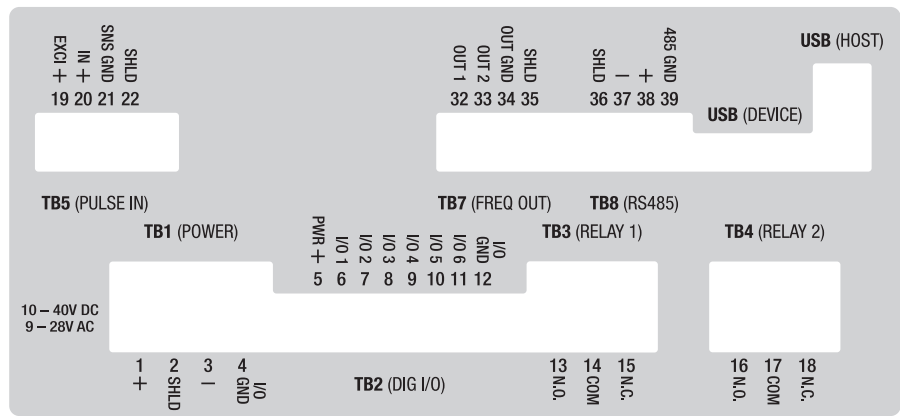 USB (HOST)
EXCI +
IN +
SNS GND
SHLD
19 20 21 22
OUT 1
OUT 2
OUT GND
SHLD
32 33 34 35
SHLD
–
+
485 GND
36 37 38 39
USB (DEVICE)
TB5 (PULSE IN)
TB7 (FREQ OUT)
TB8 (RS485)
TB1 (POWER)
TB3 (RELAY 1)
TB4 (RELAY 2)
PWR +
I/O 1
I/O 2
I/O 3
I/O 4
I/O 5
I/O 6
I/O
GND
5 6 7 8 9 10 11 12
10 – 40V DC
9 – 28V AC
1 2 3 4
+
SHLD
–
I/O
GND
TB2 (DIG I/O)
13 14 15
N.O.
COM
N.C.
16 17 18
N.O.
COM
N.C.